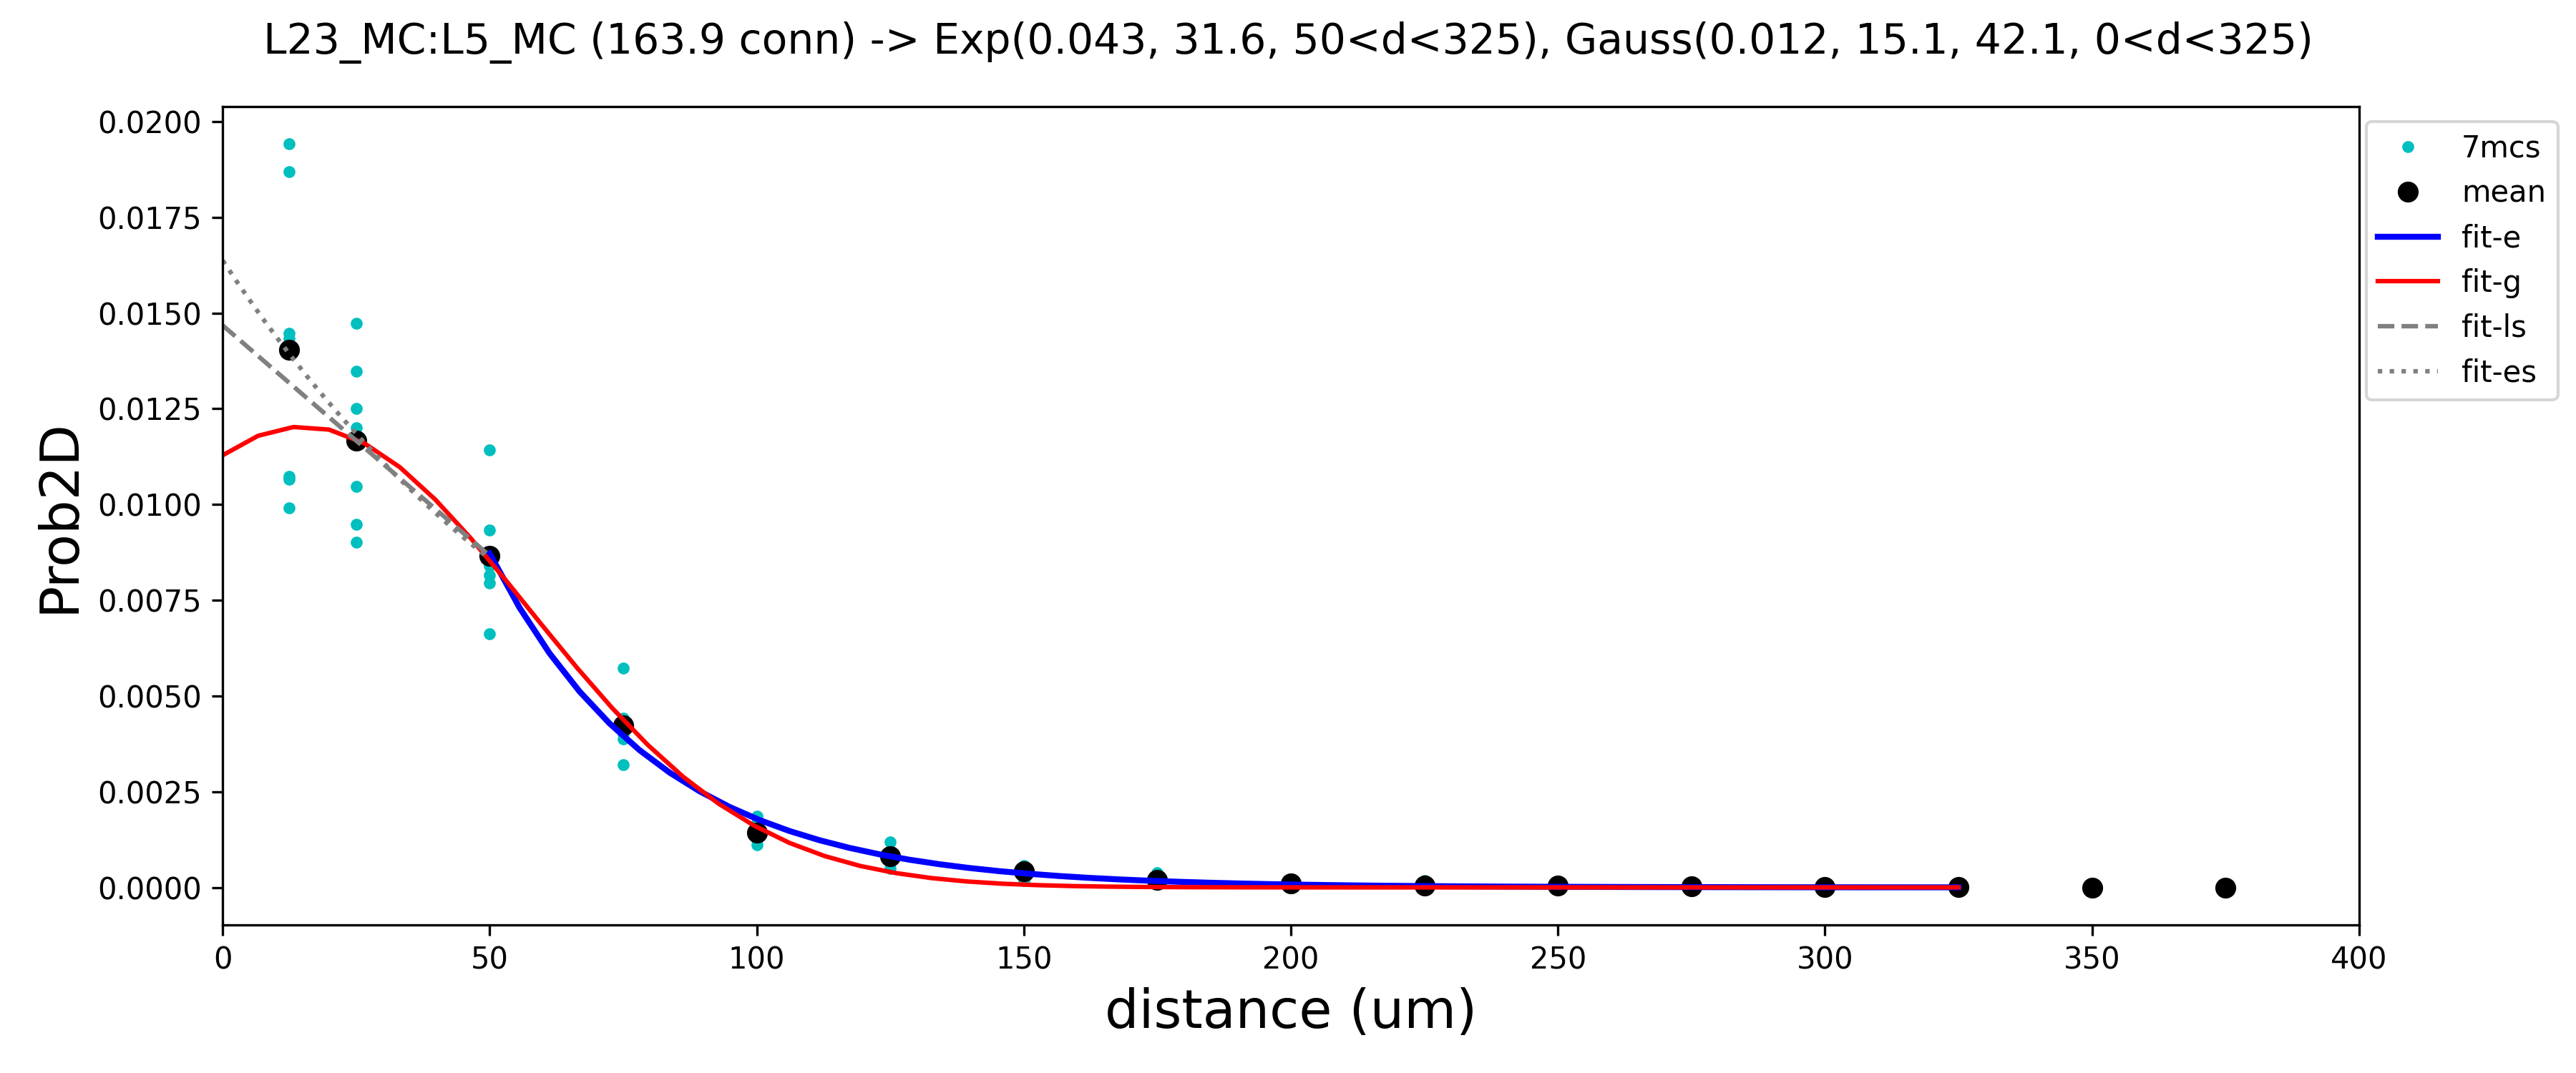 L23_MC:L5_MC (163.9 conn) -> Exp(0.043, 31.6, 50<d<325), Gauss(0.012, 15.1, 42.1, 0<d<325)
0.0200
0.0175
0.0150
0.0125
0.0100
0.0075
0.0050
0.0025
0.0000
Prob2D
0 50 100 150 200 250 300 350 400
distance (um)
7mcs
mean
fit-e
fit-g
fit-ls
fit-es